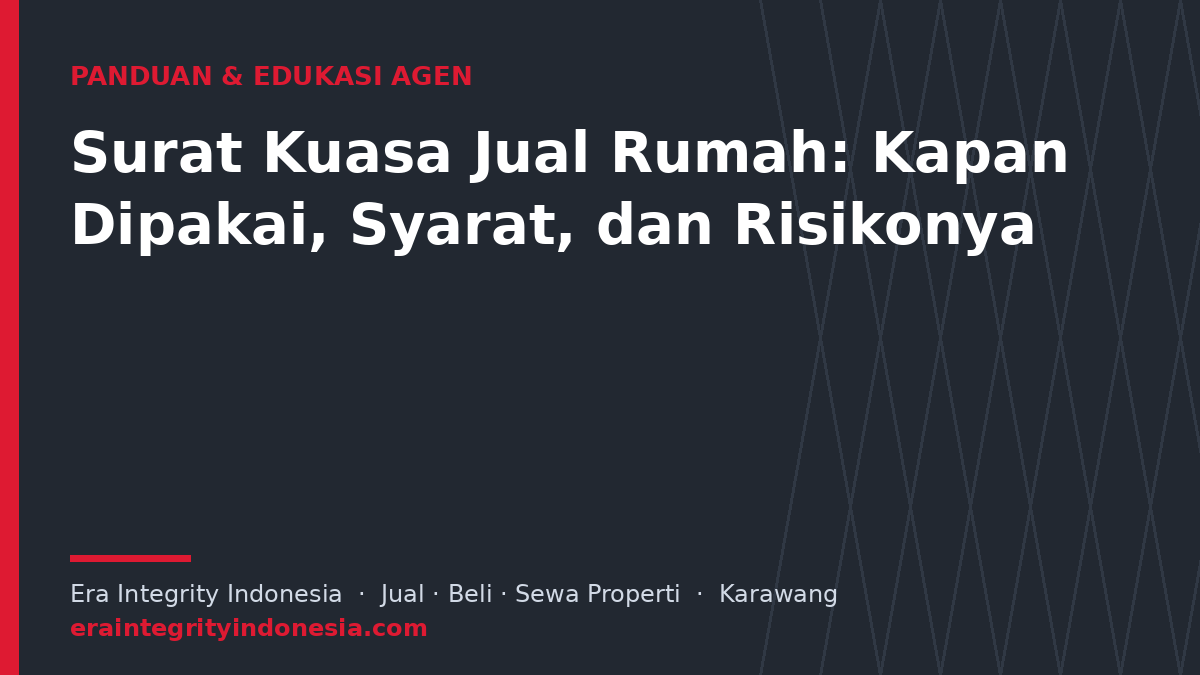 PANDUAN & EDUKASI AGEN
Surat Kuasa Jual Rumah: Kapan
Dipakai, Syarat, dan Risikonya
Era Integrity Indonesia · Jual · Beli · Sewa Properti · Karawang
eraintegrityindonesia.com